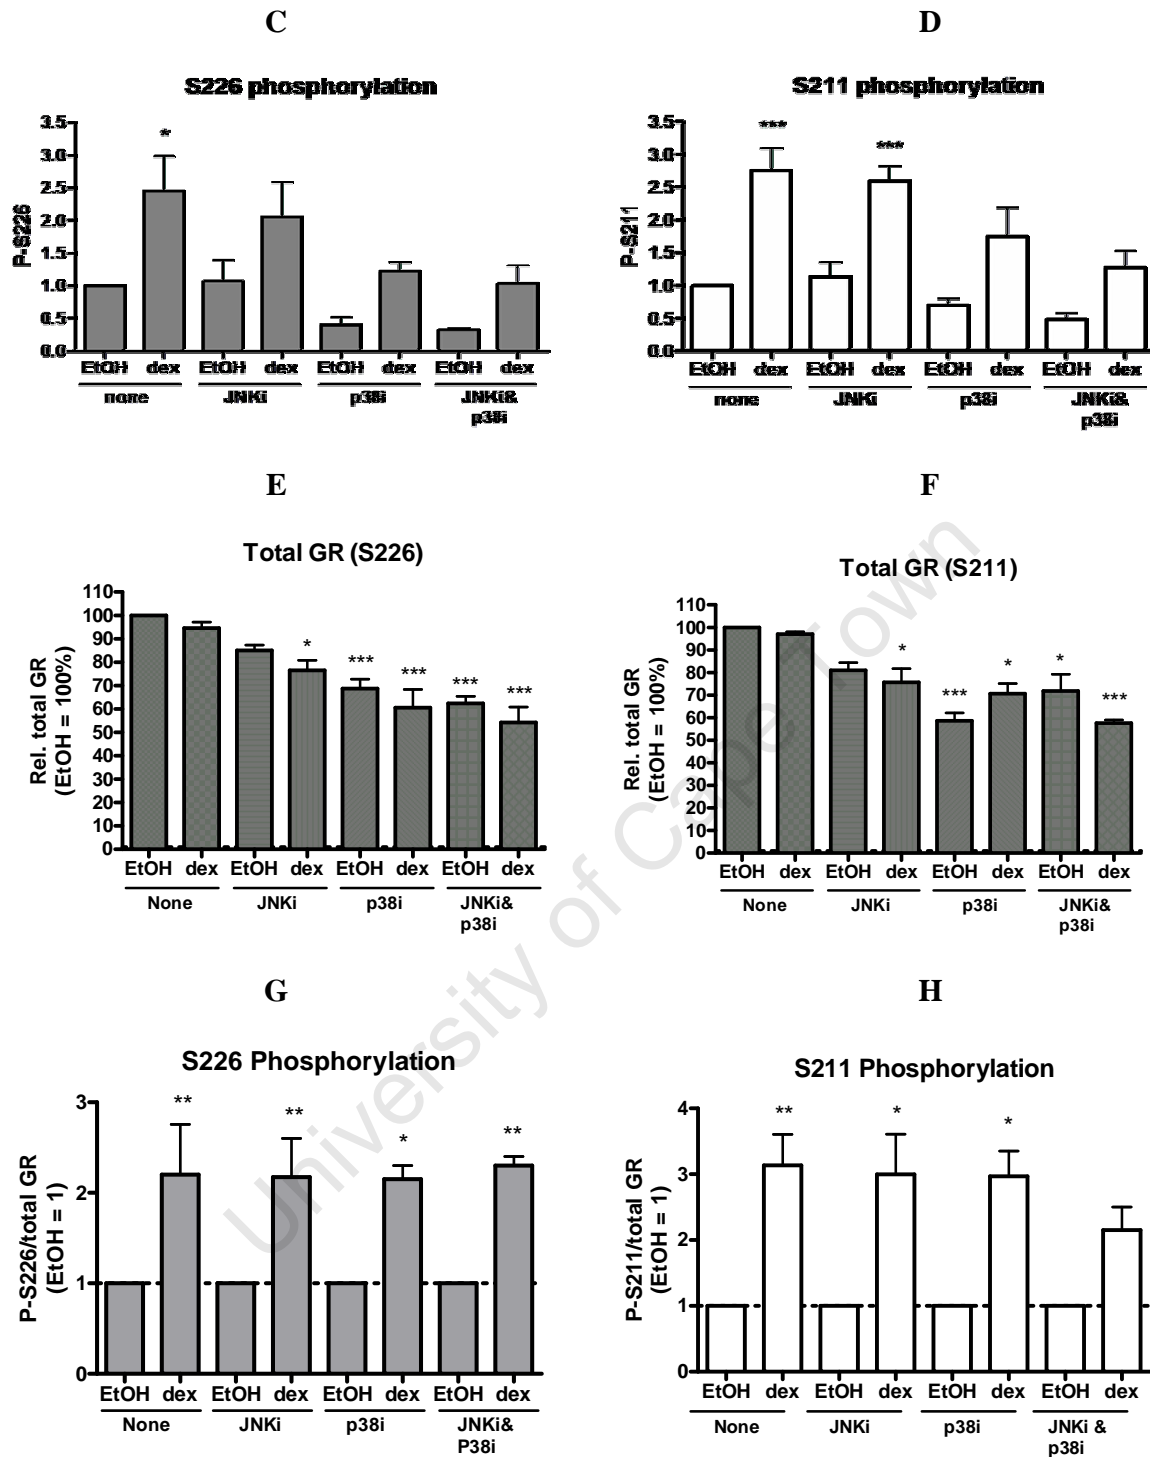 C
S226 phosphorylation
P-S226
3.5
3.0
2.5
2.0
1.5
1.0
0.5
0.0
*
EtOH dex EtOH dex EtOH dex EtOH dex
none JNKi p38i JNKi&
p38i
D
S211 phosphorylation
P-S211
3.5
3.0
2.5
2.0
1.5
1.0
0.5
0.0
*** ***
EtOH dex EtOH dex EtOH dex EtOH dex
none JNKi p38i JNKi&
p38i
E
Total GR (S226)
Rel. total GR
(EtOH = 100%)
110
100
90
80
70
60
50
40
30
20
10
0
* *** *** *** ***
EtOH dex EtOH dex EtOH dex EtOH dex
None JNKi p38i JNKi&
p38i
F
Total GR (S211)
Rel. total GR
(EtOH = 100%)
110
100
90
80
70
60
50
40
30
20
10
0
* *** * * ***
EtOH dex EtOH dex EtOH dex EtOH dex
None JNKi p38i JNKi&
p38i
G
S226 Phosphorylation
P-S226/total GR
(EtOH = 1)
3
2
1
0
** ** * **
EtOH dex EtOH dex EtOH dex EtOH dex
None JNKi p38i JNKi&
P38i
H
S211 Phosphorylation
P-S211/total GR
(EtOH = 1)
4
3
2
1
0
** * *
EtOH dex EtOH dex EtOH dex EtOH dex
None JNKi p38i JNKi &
p38i
University of Cape Town